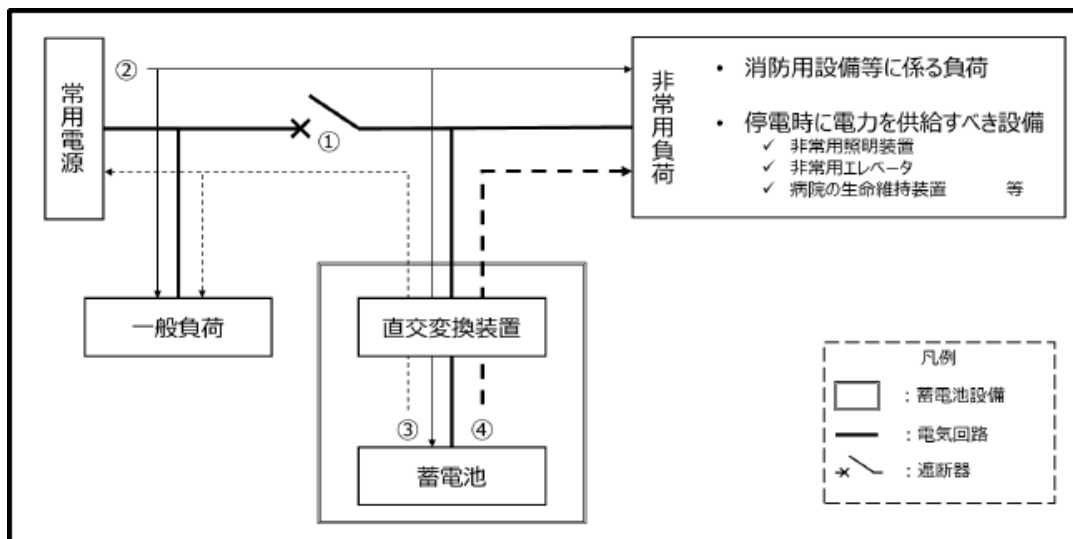 常用電源
②
①
非常用負荷
• 消防用設備等に係る負荷
• 停電時に電力を供給すべき設備
✓ 非常用照明装置
✓ 非常用エレベータ
✓ 病院の生命維持装置 等
一般負荷
直交変換装置
③
④
蓄電池
凡例
：蓄電池設備
：電気回路
：遮断器